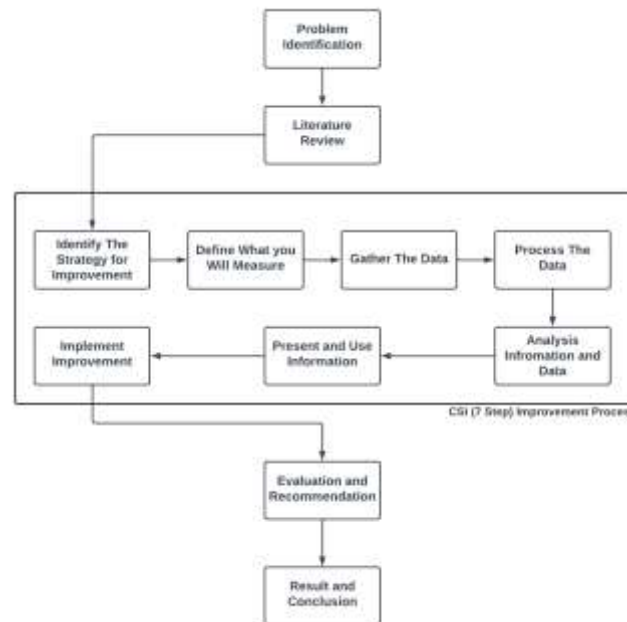 Problem
Identification
Literature
Review
Identify The
Strategy for
Improvement
Define What you
Will Measure
Gather The Data
Process The
Data
Analysis
Infromation and
Data
Present and Use
Information
Implement
Improvement
CSI (7 Step) Improvement Proces
Evaluation and
Recommendation
Result and
Conclusion